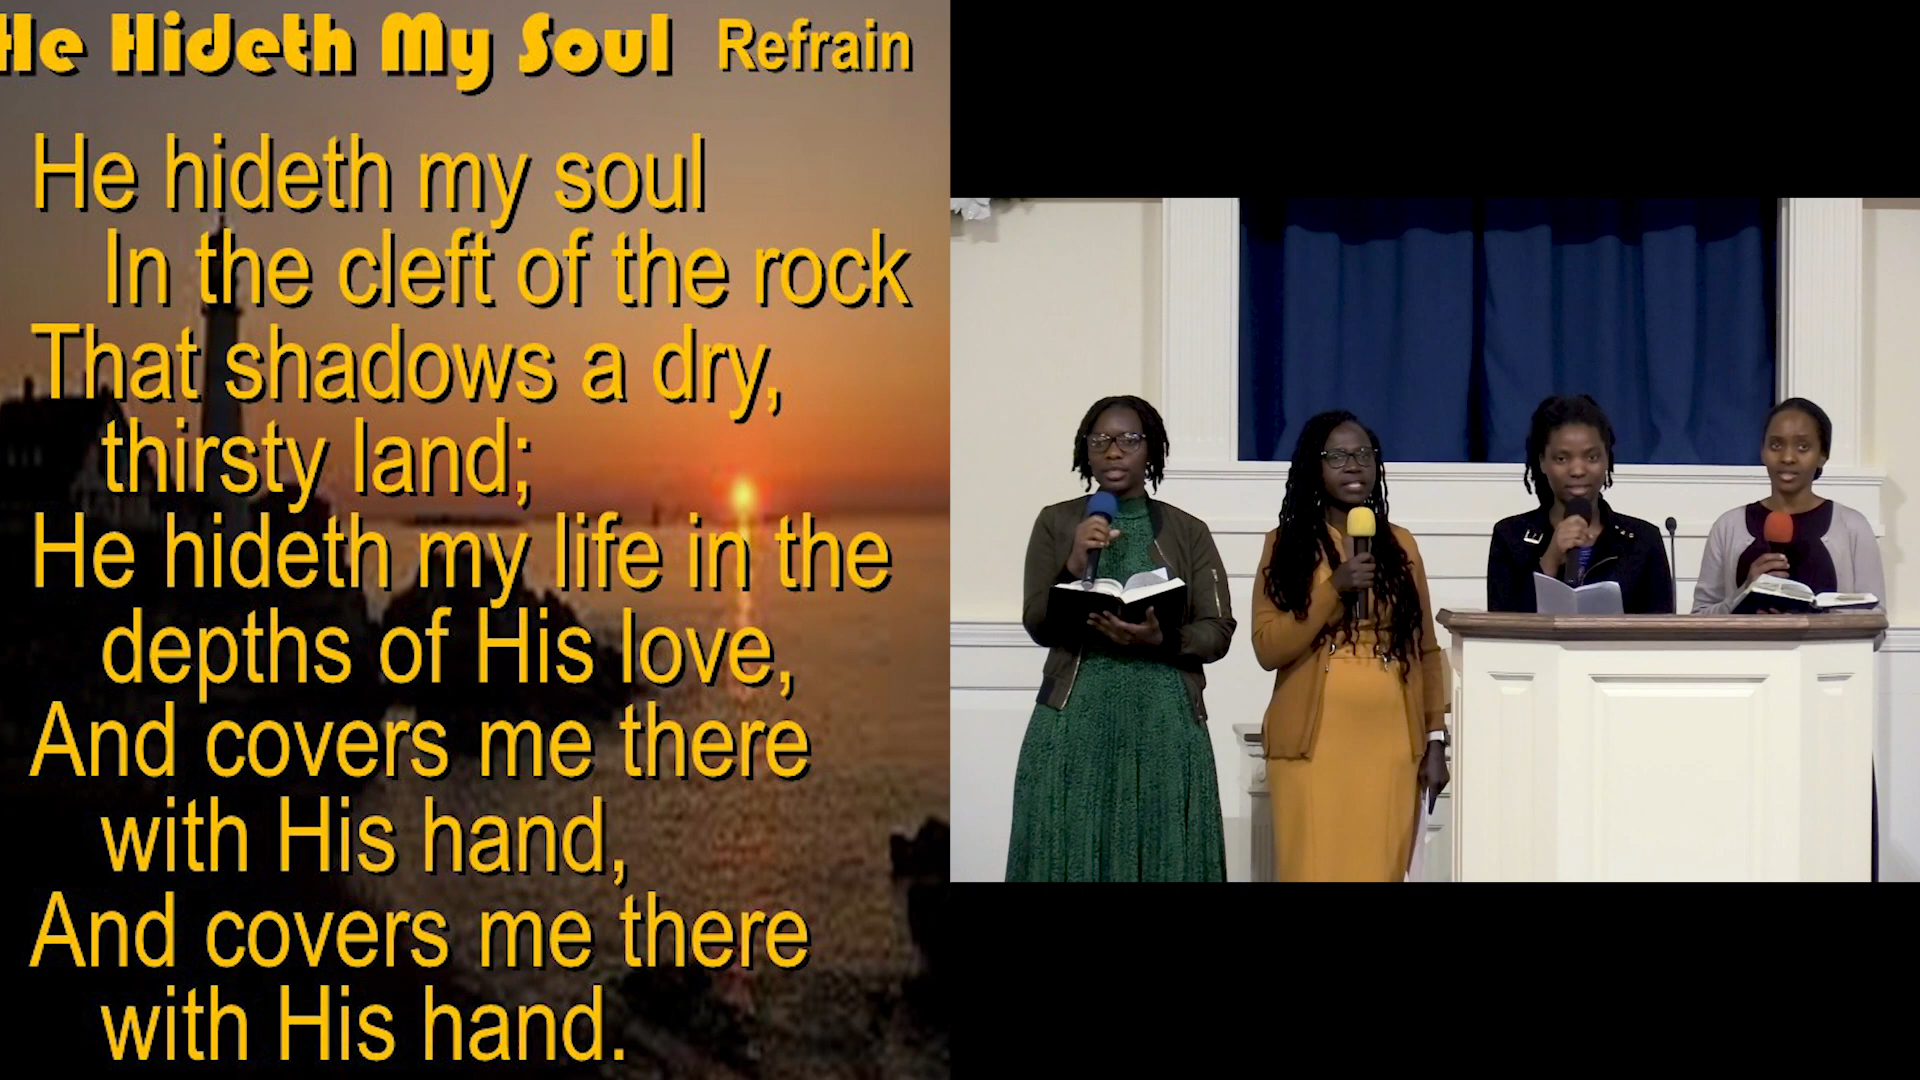 He Hideth My Soul Refrain
He hideth my soul
In the cleft of the rock
That shadows a dry,
thirsty land;
He hideth my life in the
depths of His love,
And covers me there
with His hand,
And covers me there
with His hand.